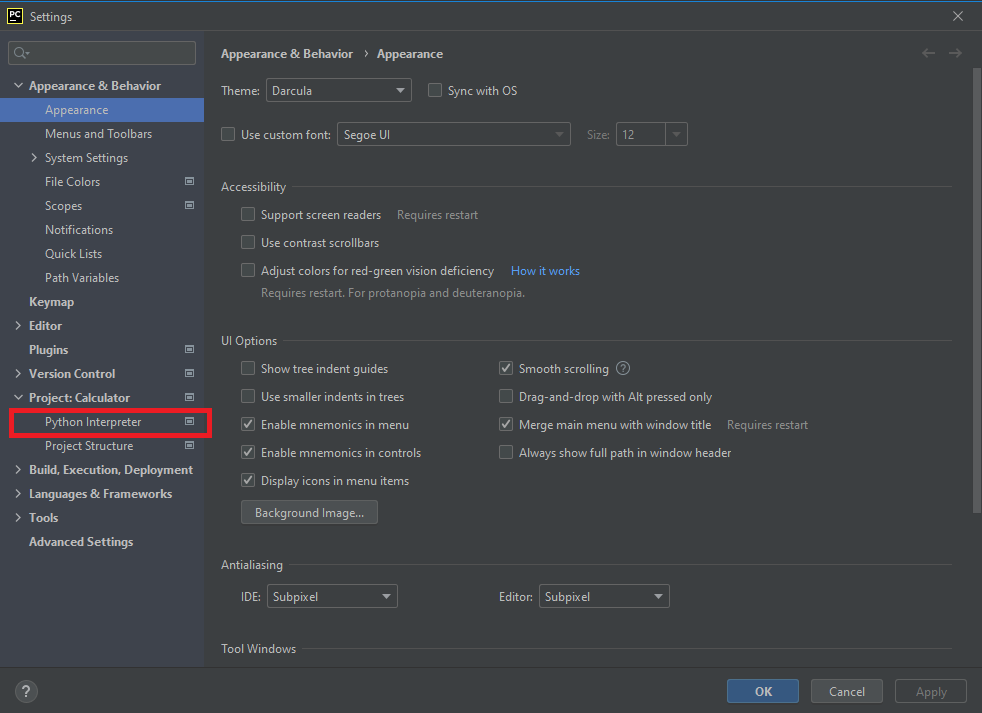 PC Settings
Appearance & Behavior
Appearance
Menus and Toolbars
System Settings
File Colors
Scopes
Notifications
Quick Lists
Path Variables
Keymap
Editor
Plugins
Version Control
Project: Calculator
Python Interpreter
Project Structure
Build, Execution, Deployment
Languages & Frameworks
Tools
Advanced Settings
?
Appearance & Behavior › Appearance
Theme: Darcula Sync with OS
Use custom font: Segoe UI Size: 12
Accessibility
Support screen readers Requires restart
Use contrast scrollbars
Adjust colors for red-green vision deficiency How it works
Requires restart. For protanopia and deuteranopia.
UI Options
Show tree indent guides Smooth scrolling ?
Use smaller indents in trees Drag-and-drop with Alt pressed only
Enable mnemonics in menu Merge main menu with window title Requires restart
Enable mnemonics in controls Always show full path in window header
Display icons in menu items
Background Image...
Antialiasing
IDE: Subpixel Editor: Subpixel
Tool Windows
OK Cancel Apply